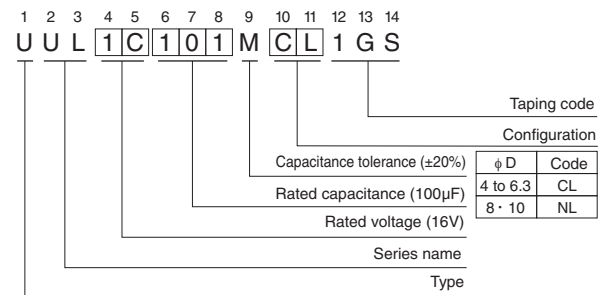 1 2 3 4 5 6 7 8 9 10 11 12 13 14
U U L 1 C 1 0 1 M C L 1 G S
Taping code
Configuration
Capacitance tolerance (±20%)
φ D Code
4 to 6.3 CL
8 · 10 NL
Rated capacitance (100µF)
Rated voltage (16V)
Series name
Type